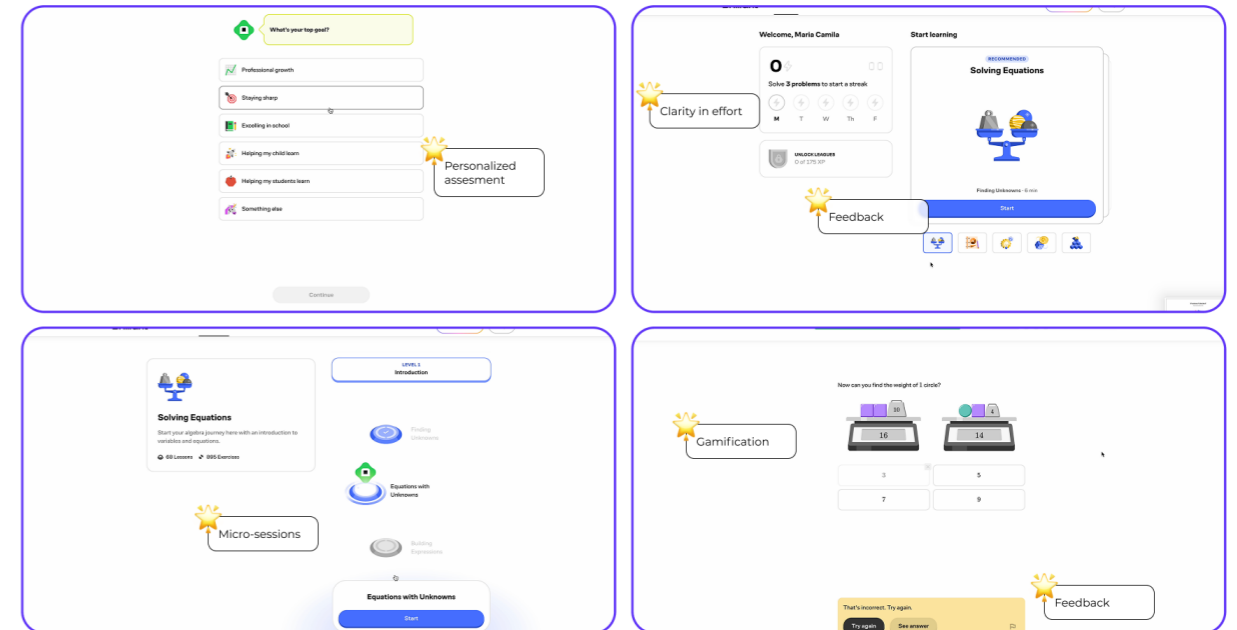 What's your top goal?
Professional growth
Staying sharp
Excelling in school
Helping my child learn
Helping my students learn
Something else
Continue
Personalized
assesment
Welcome, Maria Camila
0
Solve 3 problems to start a streak
M T W Th F
UNLOCK LEAGUES
0 of 175 XP
Clarity in effort
Feedback
Start learning
RECOMMENDED
Solving Equations
Finding Unknowns · 6 min
Start
Solving Equations
Start your algebra journey here with an introduction to
variables and equations.
68 Lessons 895 Exercises
LEVEL 1
Introduction
Finding
Unknowns
Equations with
Unknowns
Building
Expressions
Micro-sessions
Equations with Unknowns
Start
Now can you find the weight of 1 circle?
10
16
4
14
3
5
7
9
Gamification
That's incorrect. Try again.
Try again
See answer
Feedback